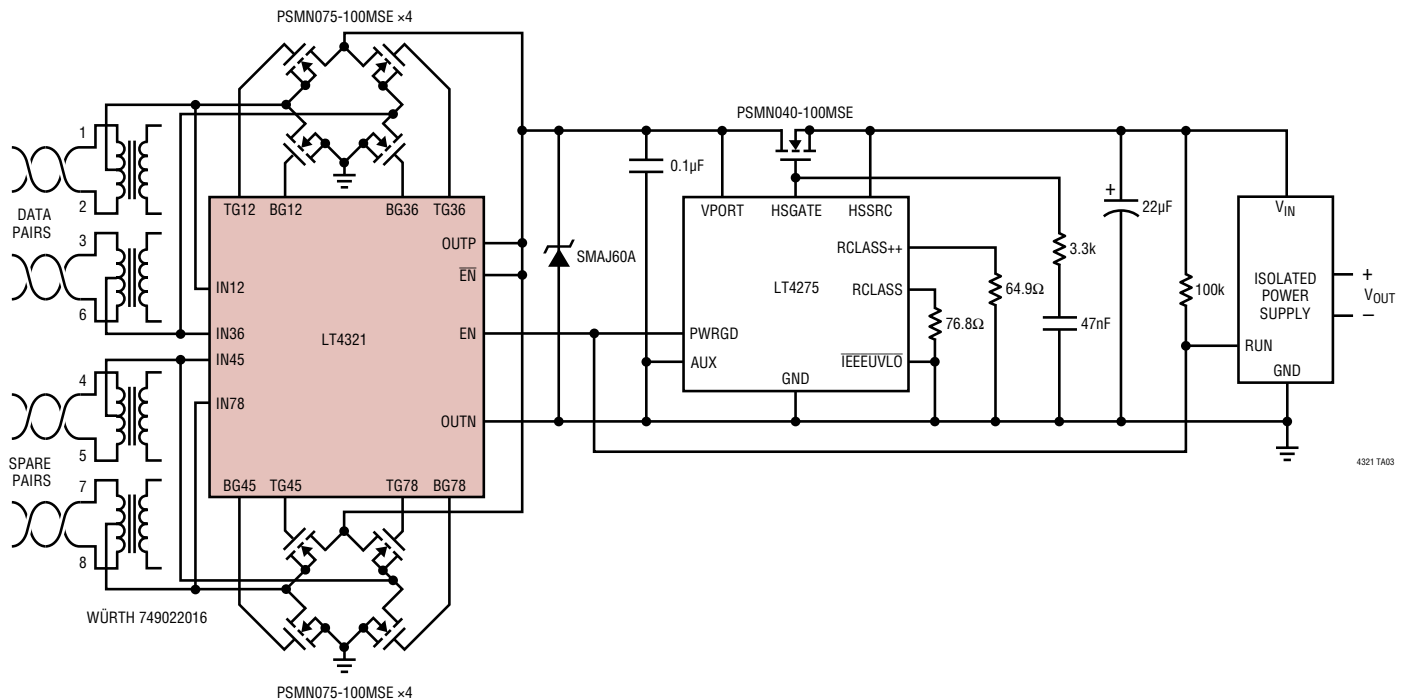 PSMN075-100MSE ×4
1
2
DATA
PAIRS
3
6
4
5
SPARE
PAIRS
7
8
WÜRTH 749022016
TG12
BG12
BG36
TG36
OUTP
EN
IN12
IN36
LT4321
EN
IN45
IN78
OUTN
BG45
TG45
TG78
BG78
PSMN075-100MSE ×4
SMAJ60A
0.1µF
PSMN040-100MSE
VPORT
HSGATE
HSSRC
RCLASS++
LT4275
RCLASS
PWRGD
AUX
IEEEUVLO
GND
64.9Ω
76.8Ω
3.3k
47nF
+
22µF
100k
VIN
ISOLATED
POWER
SUPPLY
RUN
GND
+
VOUT
–
4321 TA03